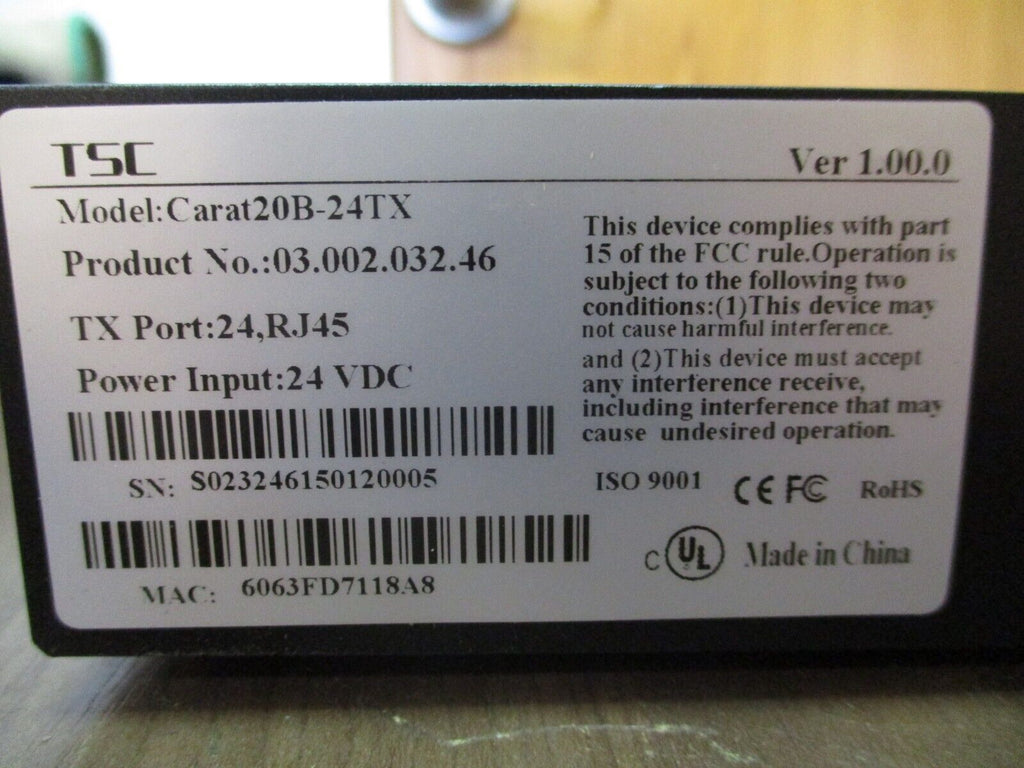 TSC
Ver 1.00.0
Model:Carat20B-24TX
Product No.:03.002.032.46
TX Port:24,RJ45
Power Input:24 VDC
SN: S023246150120005
MAC: 6063FD7118A8
This device complies with part
15 of the FCC rule.Operation is
subject to the following two
conditions:(1)This device may
not cause harmful interference.
and (2)This device must accept
any interference receive,
including interference that may
cause undesired operation.
ISO 9001 CE FC RoHS
C UL Made in China